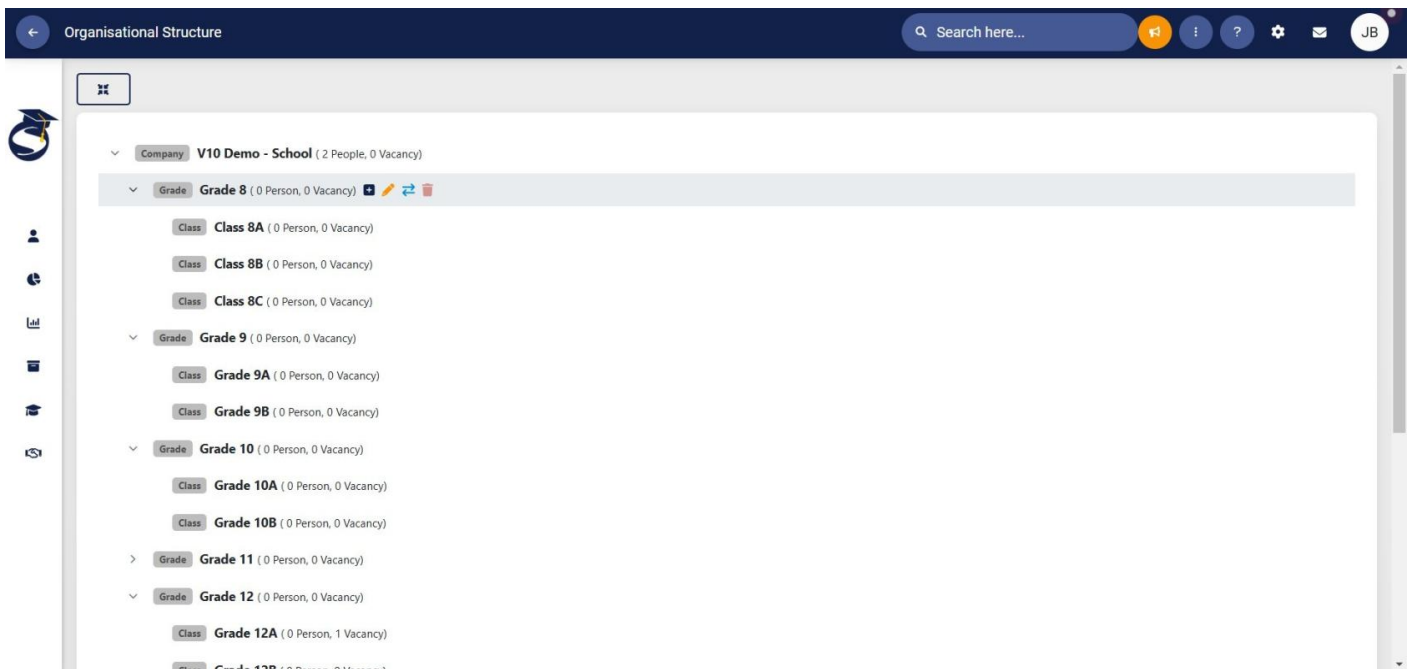 Organisational Structure
Search here...
?
JB
Company V10 Demo - School ( 2 People, 0 Vacancy)
Grade Grade 8 ( 0 Person, 0 Vacancy)
Class Class 8A ( 0 Person, 0 Vacancy)
Class Class 8B ( 0 Person, 0 Vacancy)
Class Class 8C ( 0 Person, 0 Vacancy)
Grade Grade 9 ( 0 Person, 0 Vacancy)
Class Grade 9A ( 0 Person, 0 Vacancy)
Class Grade 9B ( 0 Person, 0 Vacancy)
Grade Grade 10 ( 0 Person, 0 Vacancy)
Class Grade 10A ( 0 Person, 0 Vacancy)
Class Grade 10B ( 0 Person, 0 Vacancy)
Grade Grade 11 ( 0 Person, 0 Vacancy)
Grade Grade 12 ( 0 Person, 0 Vacancy)
Class Grade 12A ( 0 Person, 1 Vacancy)
Class Grade 12B